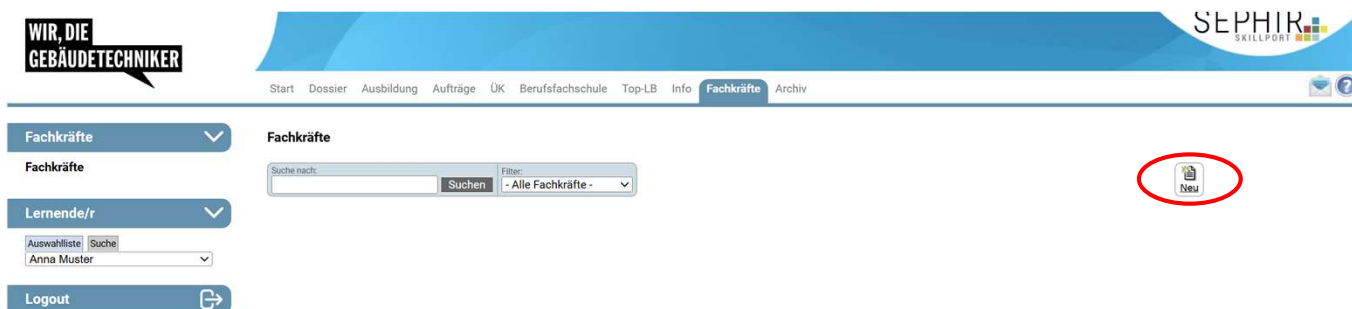 WIR, DIE
GEBÄUDETECHNIKER
SEPHIR
SKILLPORT
Start Dossier Ausbildung Aufträge ÜK Berufsfachschule Top-LB Info Fachkräfte Archiv
Fachkräfte
Fachkräfte
Lernende/r
Auswahlliste Suche
Anna Muster
Logout
Fachkräfte
Suche nach:
Suchen
Filter:
- Alle Fachkräfte -
Neu